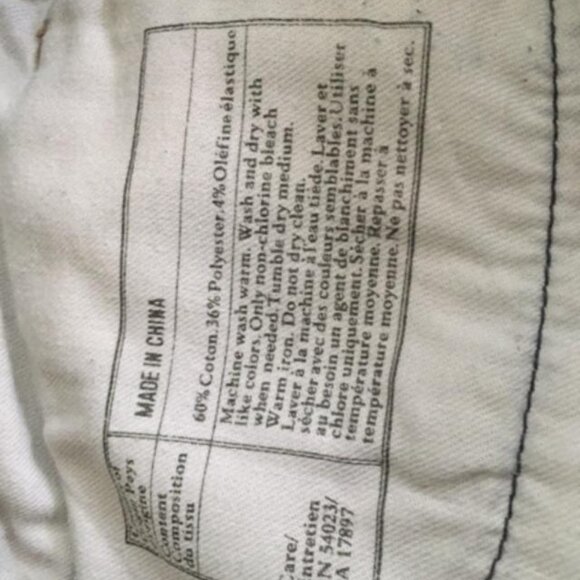 Pays
MADE IN CHINA
Content
Composition
du tissu
60% Coton, 36% Polyester, 4% Oléfine élastique
Care/
Entretien
N 54023/
A 17897
Machine wash warm. Wash and dry with
like colors. Only non-chlorine bleach
when needed. Tumble dry medium.
Warm iron. Do not dry clean.
Laver à la machine à l'eau tiède. Laver et
sécher avec des couleurs semblables. Utiliser
au besoin un agent de blanchiment sans
chlore uniquement. Sécher à la machine à
température moyenne. Repasser à
température moyenne. Ne pas nettoyer à sec.